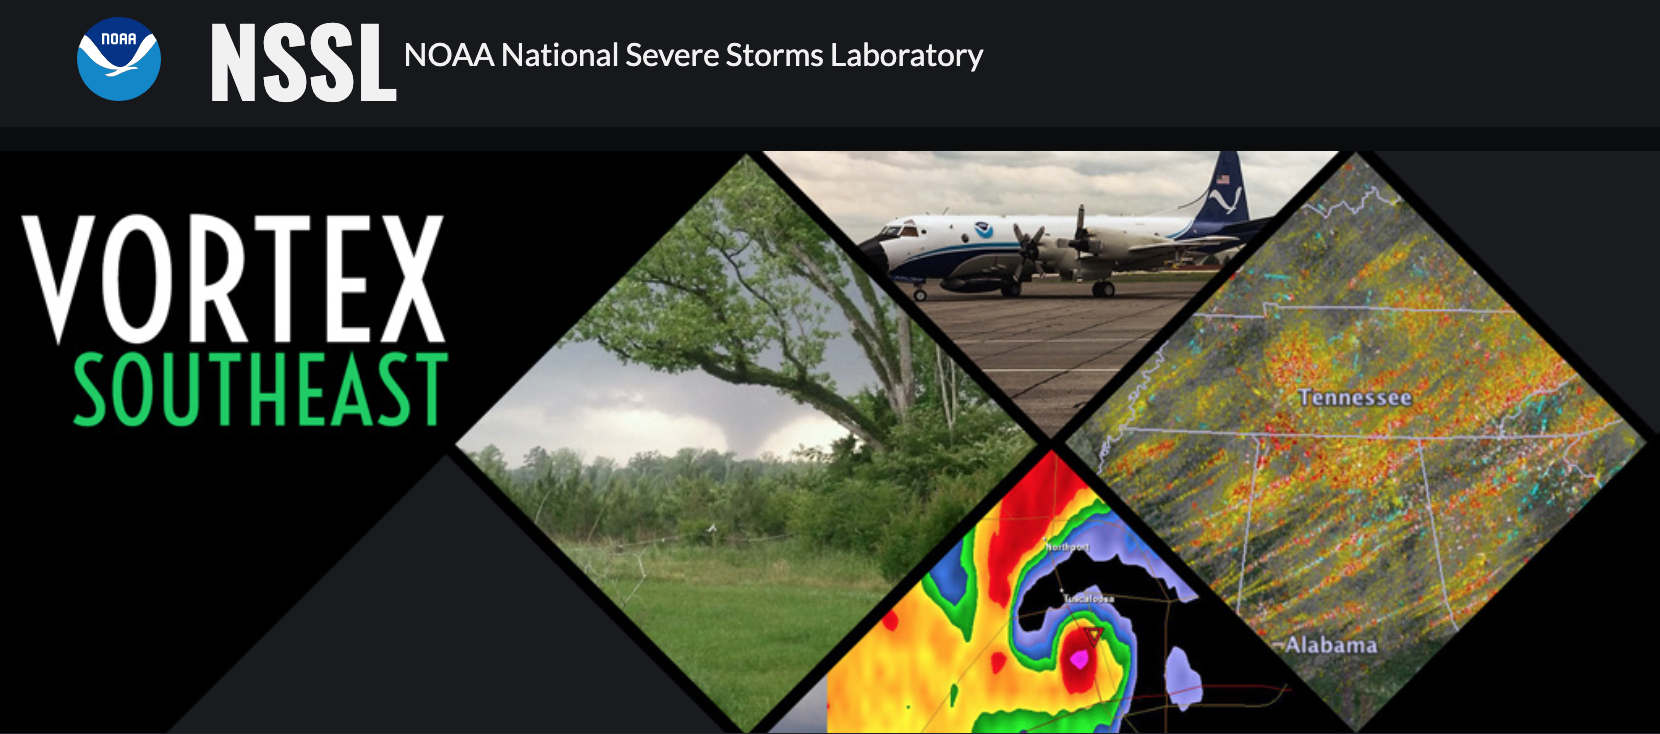 NOAA
NSSL NOAA National Severe Storms Laboratory
VORTEX
SOUTHEAST
Tennessee
Northport
Tuscaloosa
Alabama